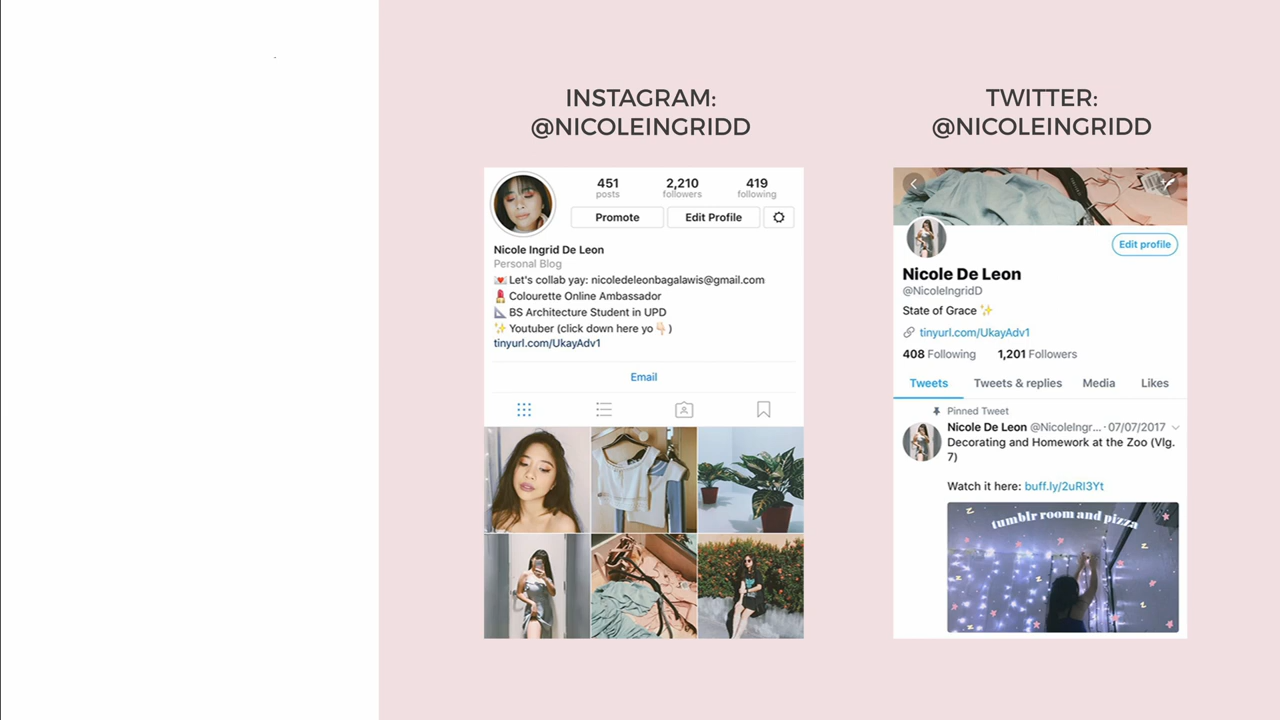 INSTAGRAM:
@NICOLEINGRIDD
451
posts
2,210
followers
419
following
Promote
Edit Profile
Nicole Ingrid De Leon
Personal Blog
💌 Let's collab yay: nicoledeleonbagalawis@gmail.com
💄 Colourette Online Ambassador
📐 BS Architecture Student in UPD
✨ Youtuber (click down here yo 👇🏻)
tinyurl.com/UkayAdv1
Email
TWITTER:
@NICOLEINGRIDD
Edit profile
Nicole De Leon
@NicoleIngridD
State of Grace ✨
tinyurl.com/UkayAdv1
408 Following 1,201 Followers
Tweets Tweets & replies Media Likes
Pinned Tweet
Nicole De Leon @NicoleIngr... · 07/07/2017
Decorating and Homework at the Zoo (Vlg.
7)
Watch it here: buff.ly/2uRI3Yt
tumblr room and pizza